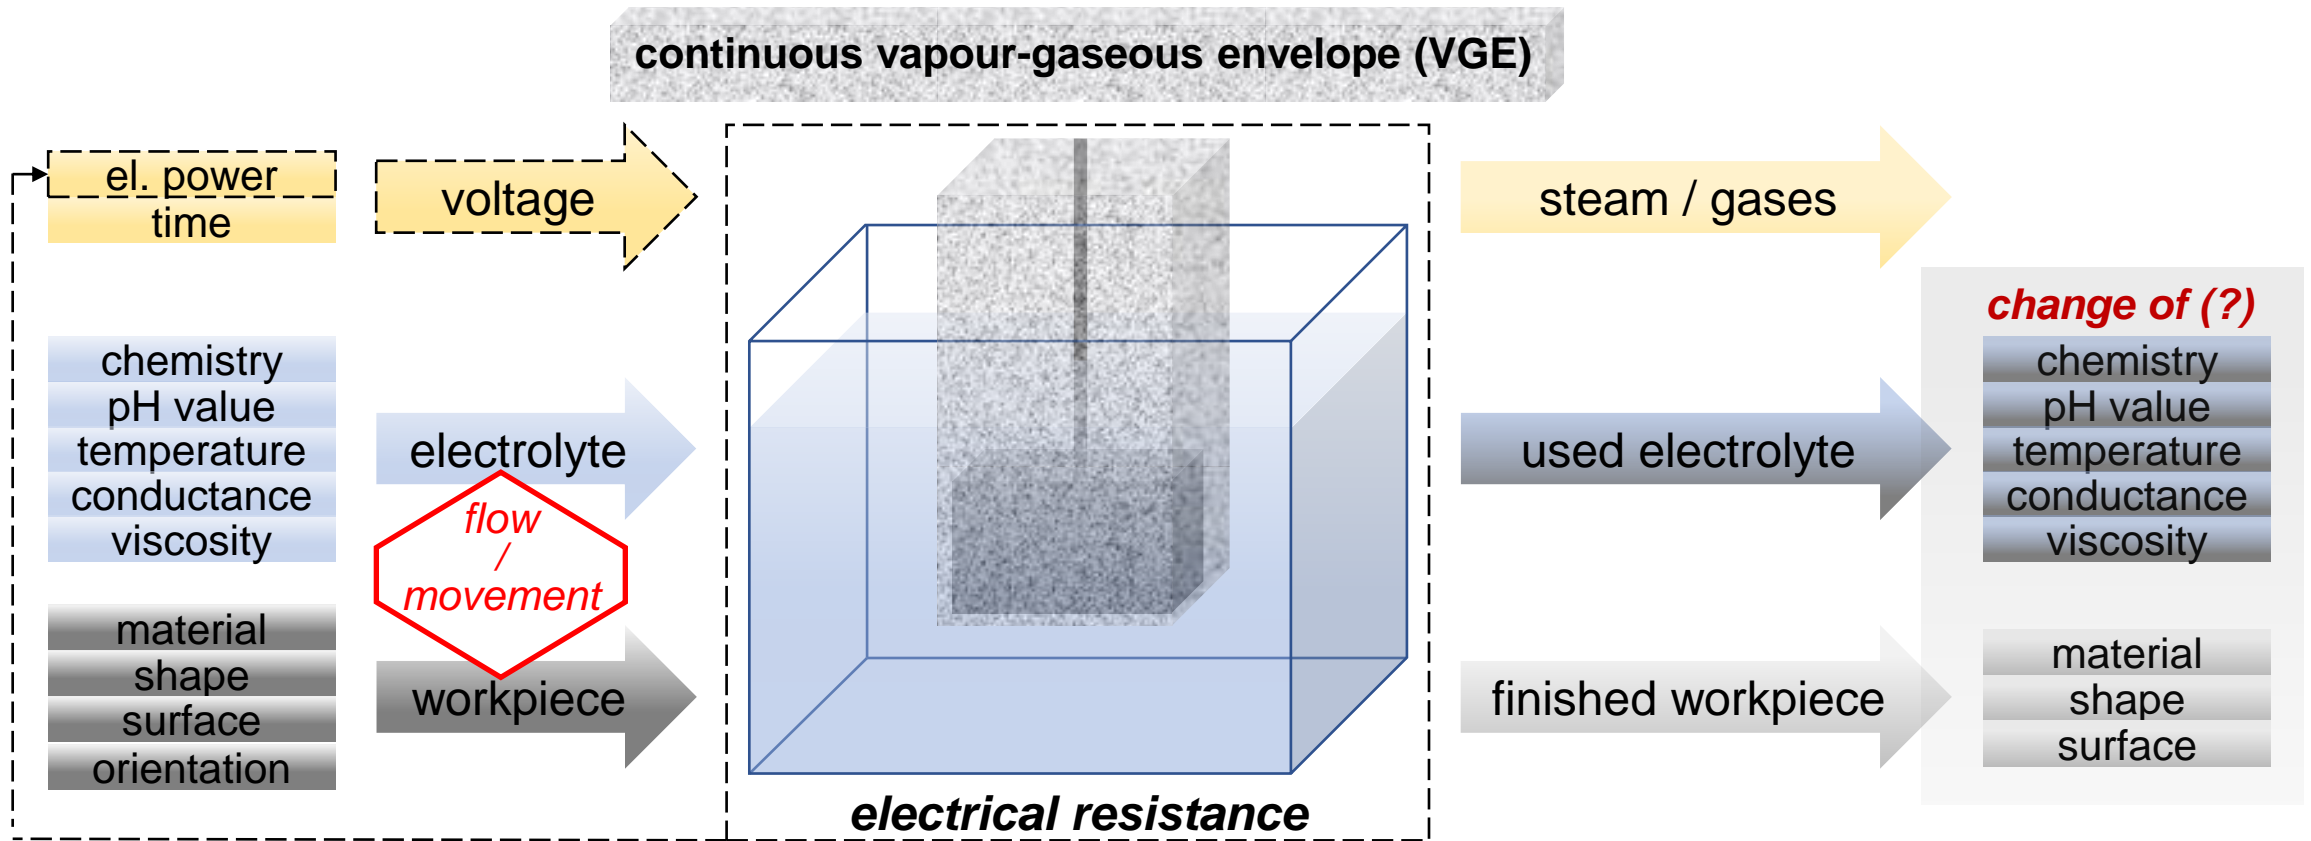 continuous vapour-gaseous envelope (VGE)
el. power
time
voltage
chemistry
pH value
temperature
conductance
viscosity
electrolyte
flow
/
movement
material
shape
surface
orientation
workpiece
electrical resistance
steam / gases
used electrolyte
finished workpiece
change of (?)
chemistry
pH value
temperature
conductance
viscosity
material
shape
surface